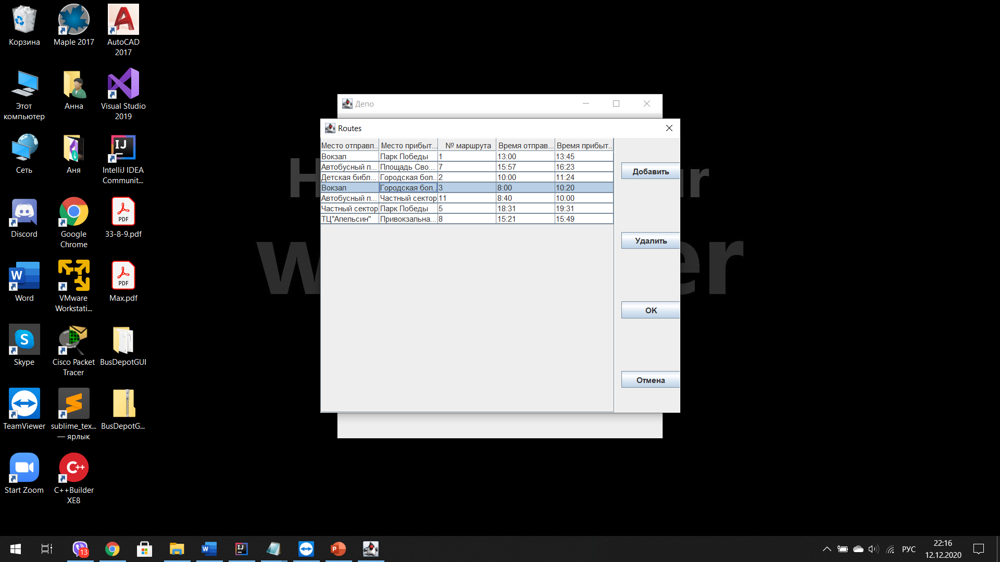 Корзина
Maple 2017
AutoCAD
2017
Этот
компьютер
Анна
Visual Studio
2019
Сеть
Аня
IntelliJ IDEA
Communit...
Discord
Google
Chrome
33-8-9.pdf
Word
VMware
Workstati...
Max.pdf
Skype
Cisco Packet
Tracer
BusDepotGUI
TeamViewer
sublime_tex...
— ярлык
BusDepotG...
Start Zoom
C++Builder
XE8
Депо
Routes
Место отправл... Место прибыт... № маршрута Время отправ... Время прибыт...
Вокзал Парк Победы 1 13:00 13:45
Автобусный п... Площадь Сво... 7 15:57 16:23
Детская библ... Городская бол... 2 10:00 11:24
Вокзал Городская бол... 3 8:00 10:20
Автобусный п... Частный сектор 11 8:40 10:00
Частный сектор Парк Победы 5 18:31 19:31
ТЦ"Апельсин" Привокзальна... 8 15:21 15:49
Добавить
Удалить
OK
Отмена
13
РУС
22:16
12.12.2020